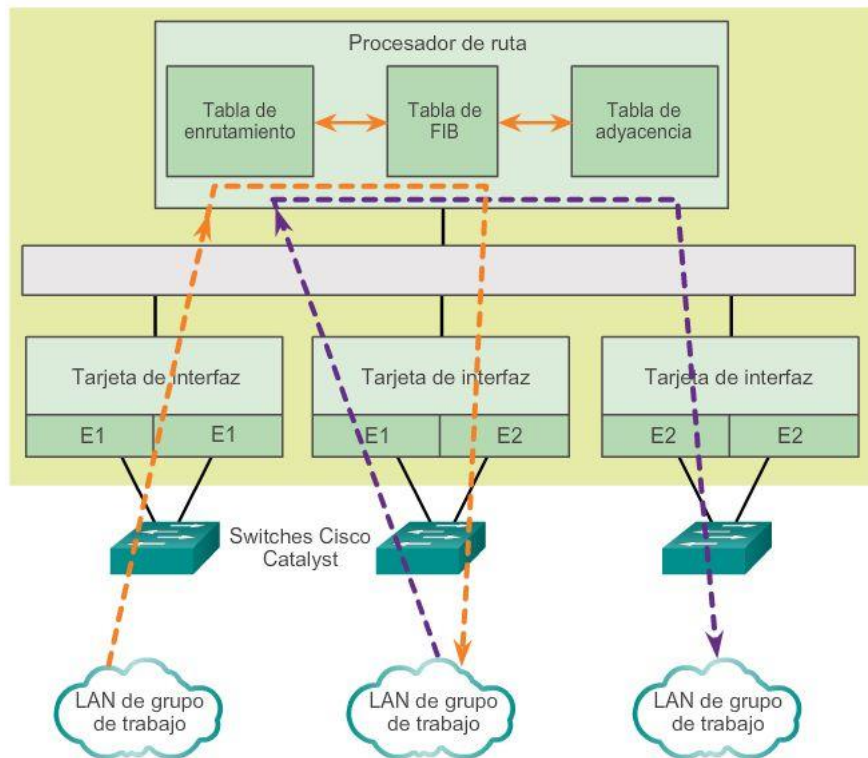 Procesador de ruta
Tabla de
enrutamiento
Tabla de
FIB
Tabla de
adyacencia
Tarjeta de interfaz
Tarjeta de interfaz
Tarjeta de interfaz
E1
E1
E1
E2
E2
E2
Switches Cisco
Catalyst
LAN de grupo
de trabajo
LAN de grupo
de trabajo
LAN de grupo
de trabajo